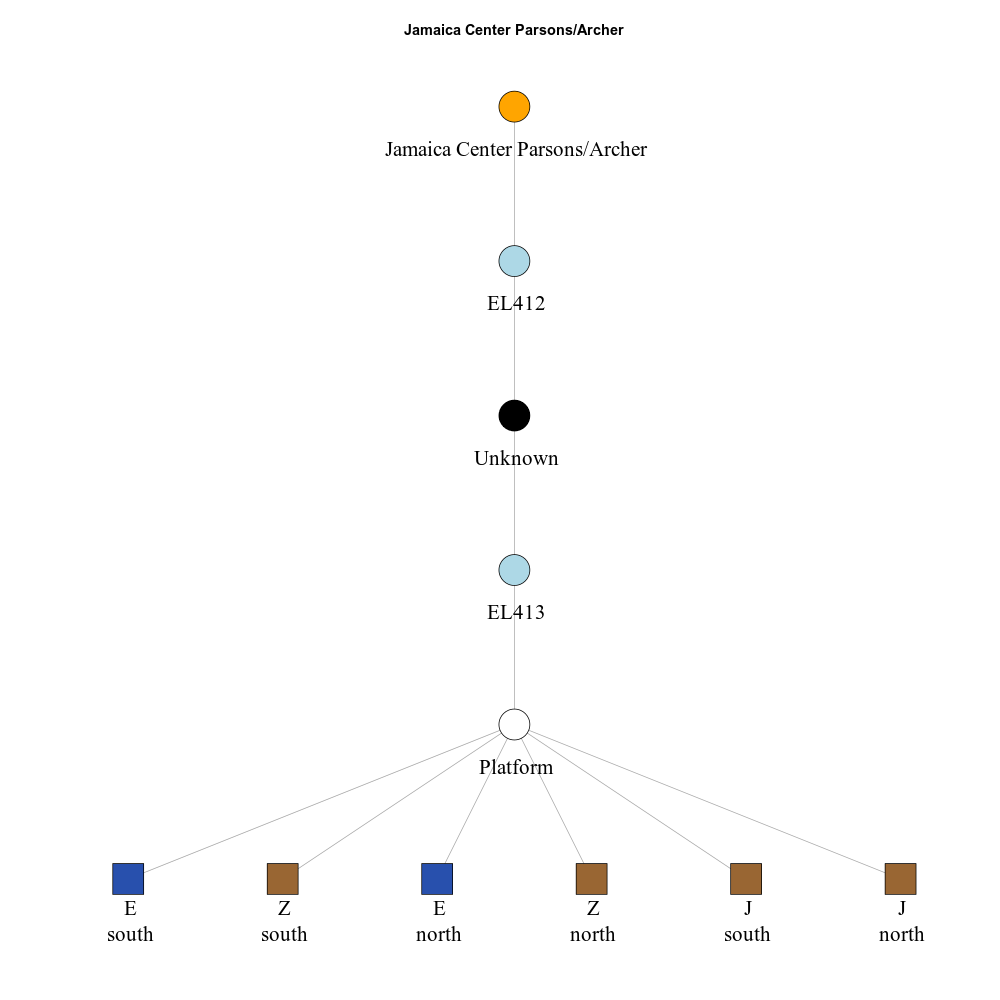 Jamaica Center Parsons/Archer
Jamaica Center Parsons/Archer
EL412
Unknown
EL413
Platform
E
south
Z
south
E
north
Z
north
J
south
J
north